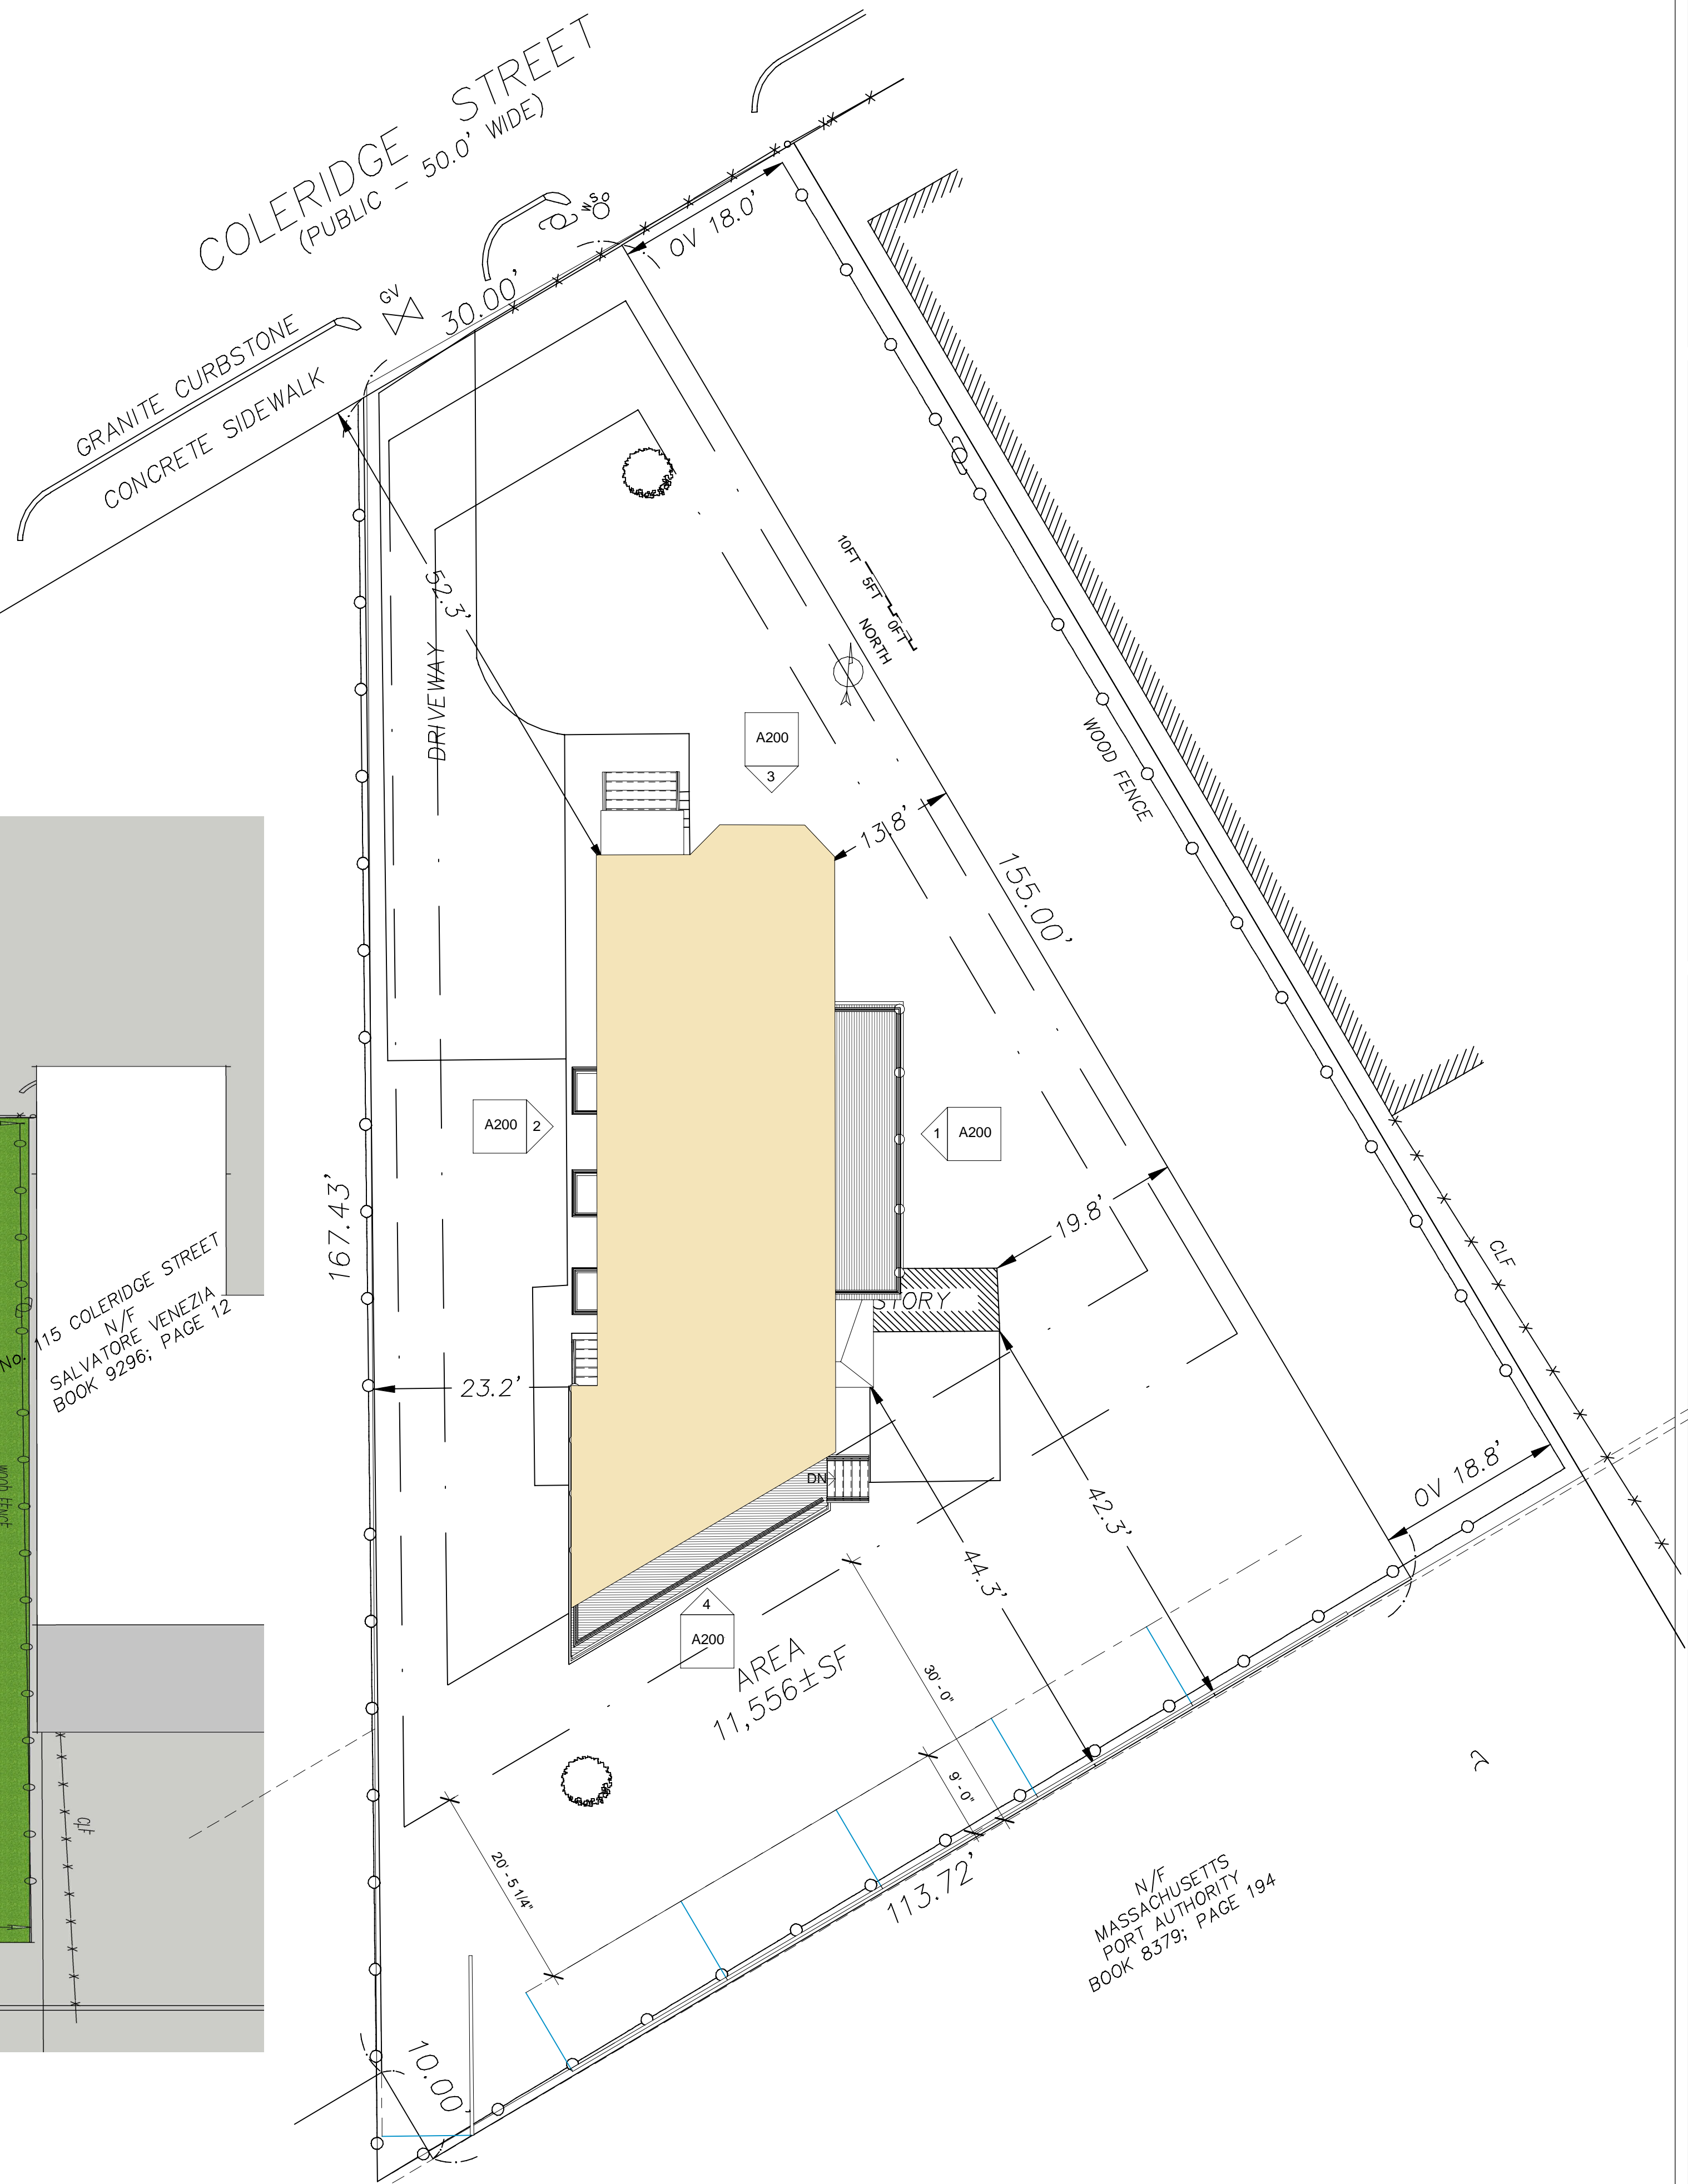 COLERIDGE STREET
(PUBLIC - 50.0' WIDE)
OV 18.0'
W S
GV
30.00'
GRANITE CURBSTONE
CONCRETE SIDEWALK
52.3'
DRIVEWAY
10FT 5FT 0FT
NORTH
A200
3
13.8'
WOOD FENCE
155.00'
A200 2
1 A200
167.43'
19.8'
STORY
CLF
No. 115 COLERIDGE STREET
N/F
SALVATORE VENEZIA
BOOK 9296; PAGE 12
23.2'
WOOD FENCE
DN
OV 18.8'
42.3'
44.3'
4
A200
AREA
11,556±SF
30' - 0"
9' - 0"
20' - 5 1/4"
CLF
113.72'
N/F
MASSACHUSETTS
PORT AUTHORITY
BOOK 8379; PAGE 194
10.00'